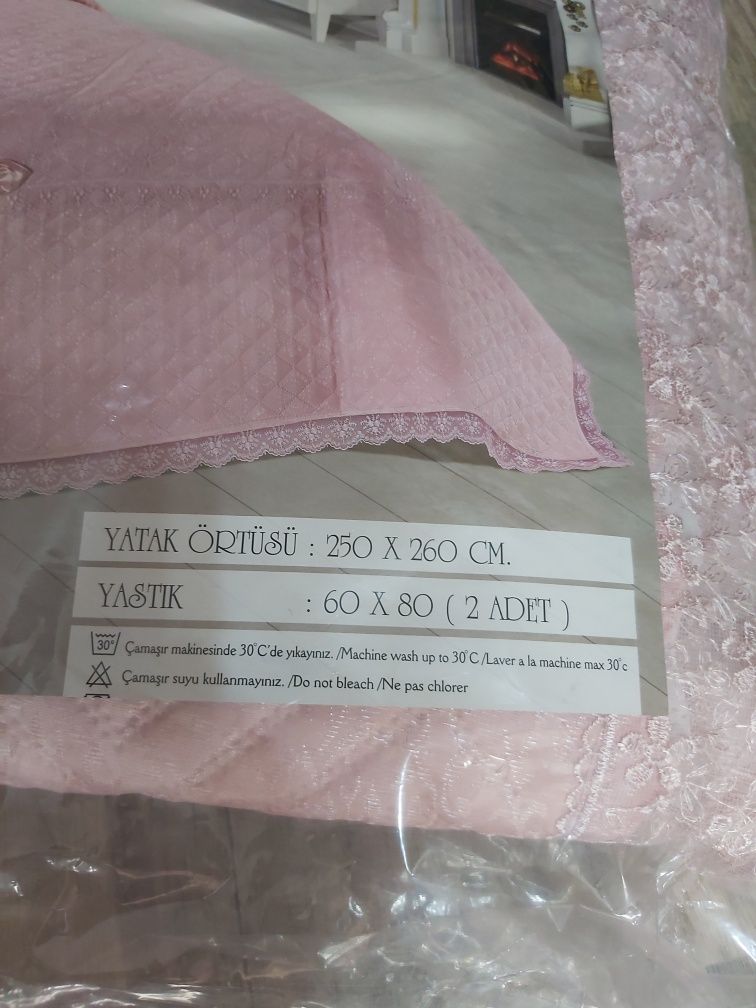 YATAK ÖRTÜSÜ : 250 X 260 CM.
YASTIK : 60 X 80 ( 2 ADET )
30° Çamaşır makinesinde 30°C'de yıkayınız. /Machine wash up to 30°C /Laver a la machine max 30°c
Çamaşır suyu kullanmayınız. /Do not bleach /Ne pas chlorer